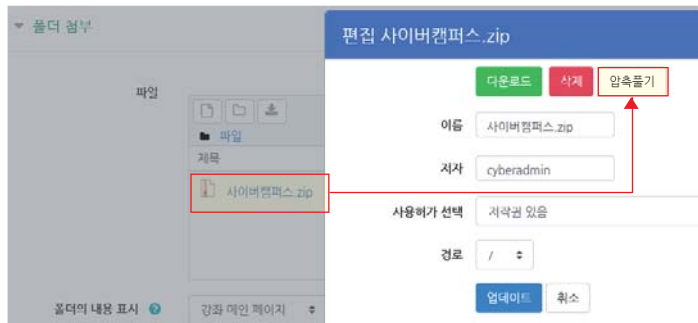 폴더 첨부
파일
파일
제목
사이버캠퍼스.zip
폴더의 내용 표시
강좌 메인 페이지
편집 사이버캠퍼스.zip
다운로드 삭제 압축풀기
이름 사이버캠퍼스.zip
저자 cyberadmin
사용허가 선택 저작권 있음
경로 /
업데이트 취소